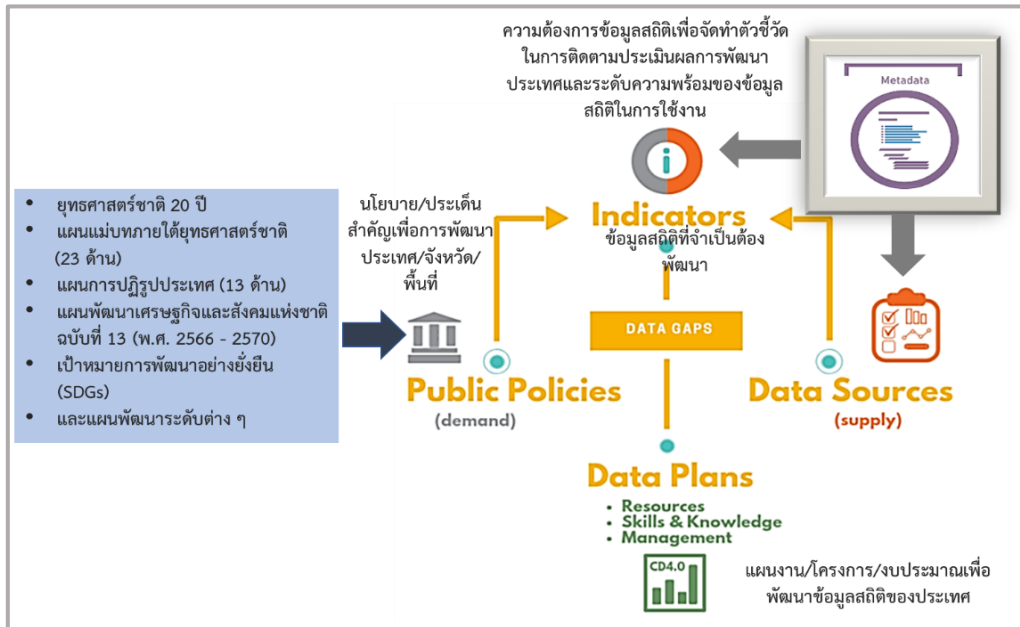 ความต้องการข้อมูลสถิติเพื่อจัดทำตัวชี้วัด
ในการติดตามประเมินผลการพัฒนา
ประเทศและระดับความพร้อมของข้อมูล
สถิติในการใช้งาน
Metadata
• ยุทธศาสตร์ชาติ 20 ปี
• แผนแม่บทภายใต้ยุทธศาสตร์ชาติ
(23 ด้าน)
• แผนการปฏิรูปประเทศ (13 ด้าน)
• แผนพัฒนาเศรษฐกิจและสังคมแห่งชาติ
ฉบับที่ 13 (พ.ศ. 2566 - 2570)
• เป้าหมายการพัฒนาอย่างยั่งยืน
(SDGs)
• และแผนพัฒนาระดับต่าง ๆ
นโยบาย/ประเด็น
สำคัญเพื่อการพัฒนา
ประเทศ/จังหวัด/
พื้นที่
i
Indicators
ข้อมูลสถิติที่จำเป็นต้อง
พัฒนา
DATA GAPS
Public Policies
(demand)
Data Sources
(supply)
Data Plans
• Resources
• Skills & Knowledge
• Management
CD4.0
แผนงาน/โครงการ/งบประมาณเพื่อ
พัฒนาข้อมูลสถิติของประเทศ